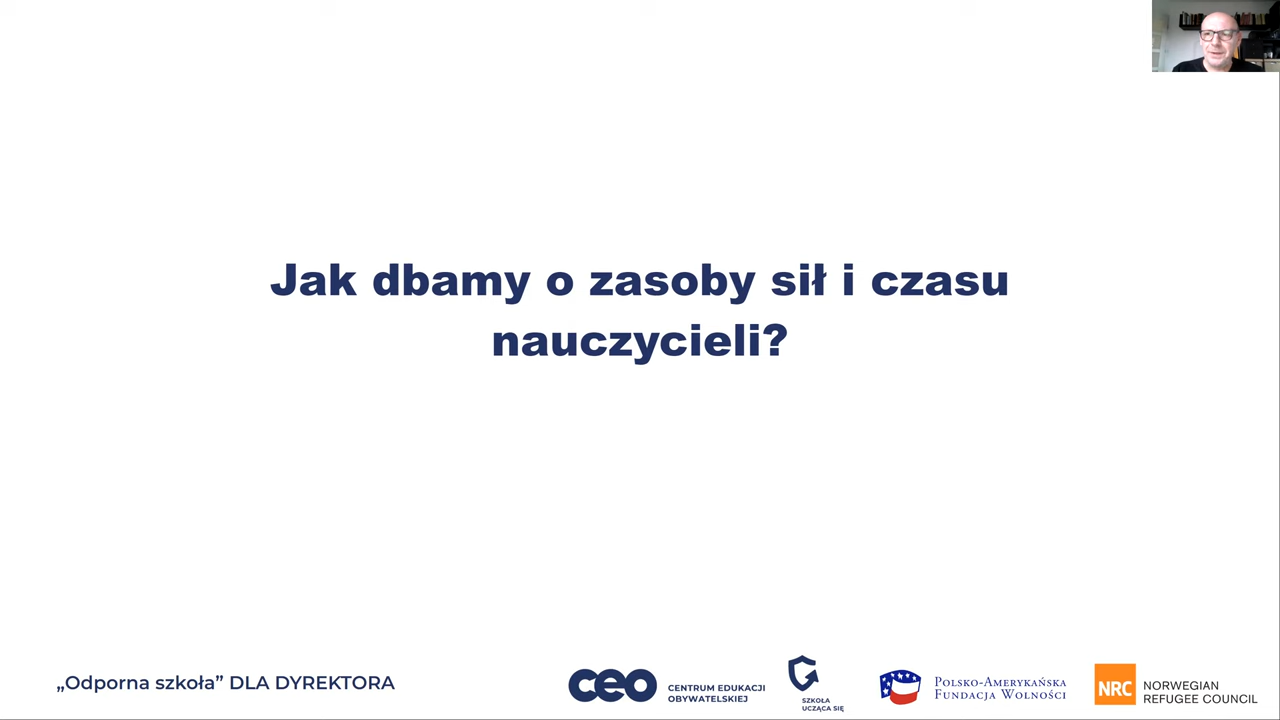 Jak dbamy o zasoby sił i czasu
nauczycieli?
„Odporna szkoła” DLA DYREKTORA
ceo
CENTRUM EDUKACJI
OBYWATELSKIEJ
SZKOŁA
UCZĄCA SIĘ
POLSKO-AMERYKAŃSKA
FUNDACJA WOLNOŚCI
NRC
NORWEGIAN
REFUGEE COUNCIL